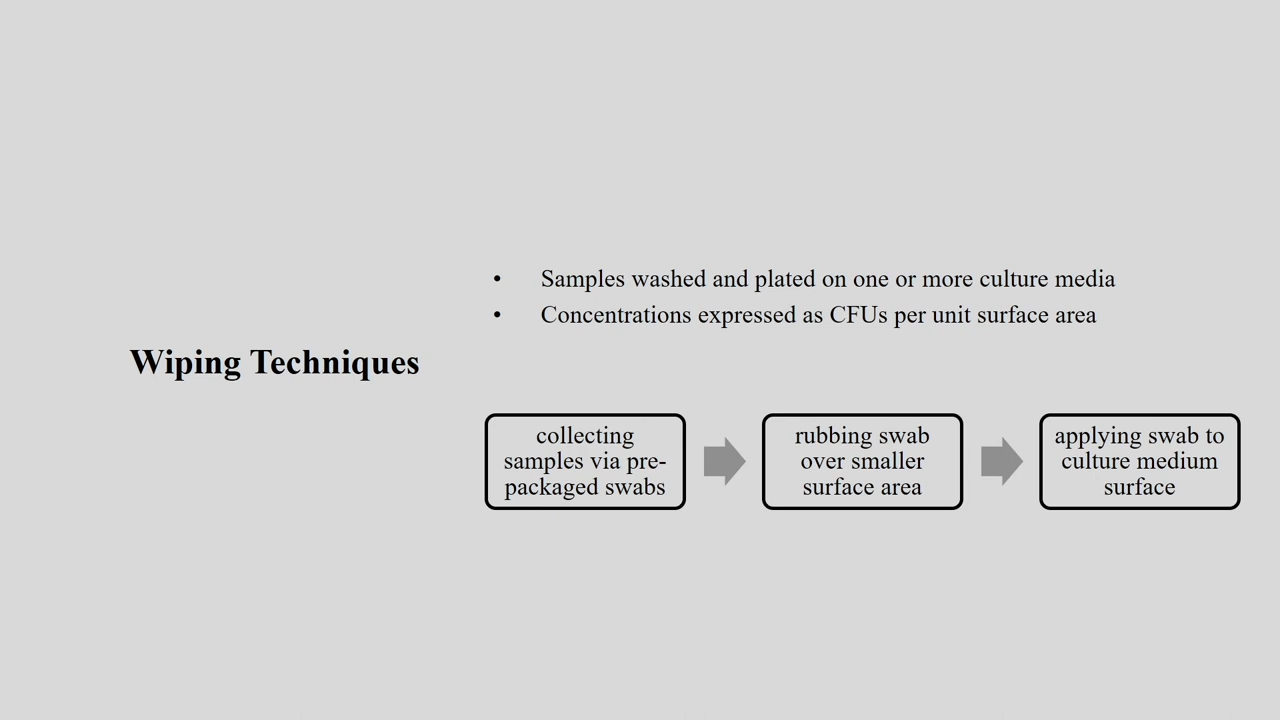 Wiping Techniques
• Samples washed and plated on one or more culture media
• Concentrations expressed as CFUs per unit surface area
collecting
samples via pre-
packaged swabs
rubbing swab
over smaller
surface area
applying swab to
culture medium
surface